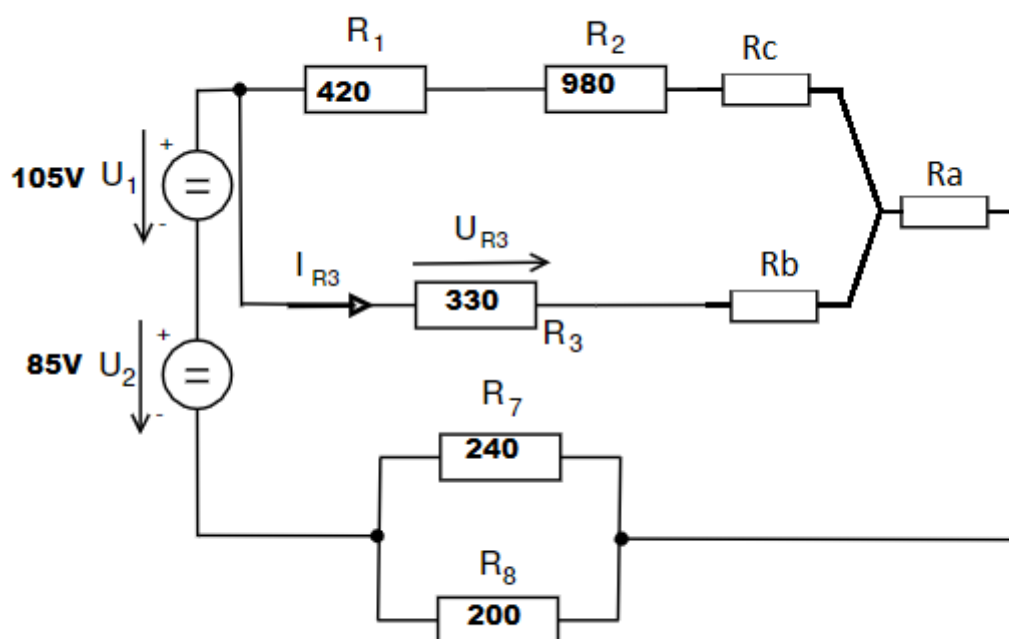 R1
R2
Rc
420
980
+
105V U1
=
-
Ra
UR3
IR3
330
Rb
R3
+
85V U2
=
-
R7
240
R8
200